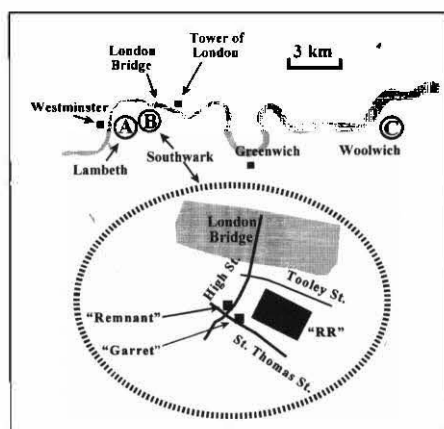 Tower of
London
London
Bridge
3 km
Westminster
A
B
C
Lambeth
Southwark
Greenwich
Woolwich
London
Bridge
High St.
Tooley St.
"Remnant"
"RR"
"Garret"
St. Thomas St.